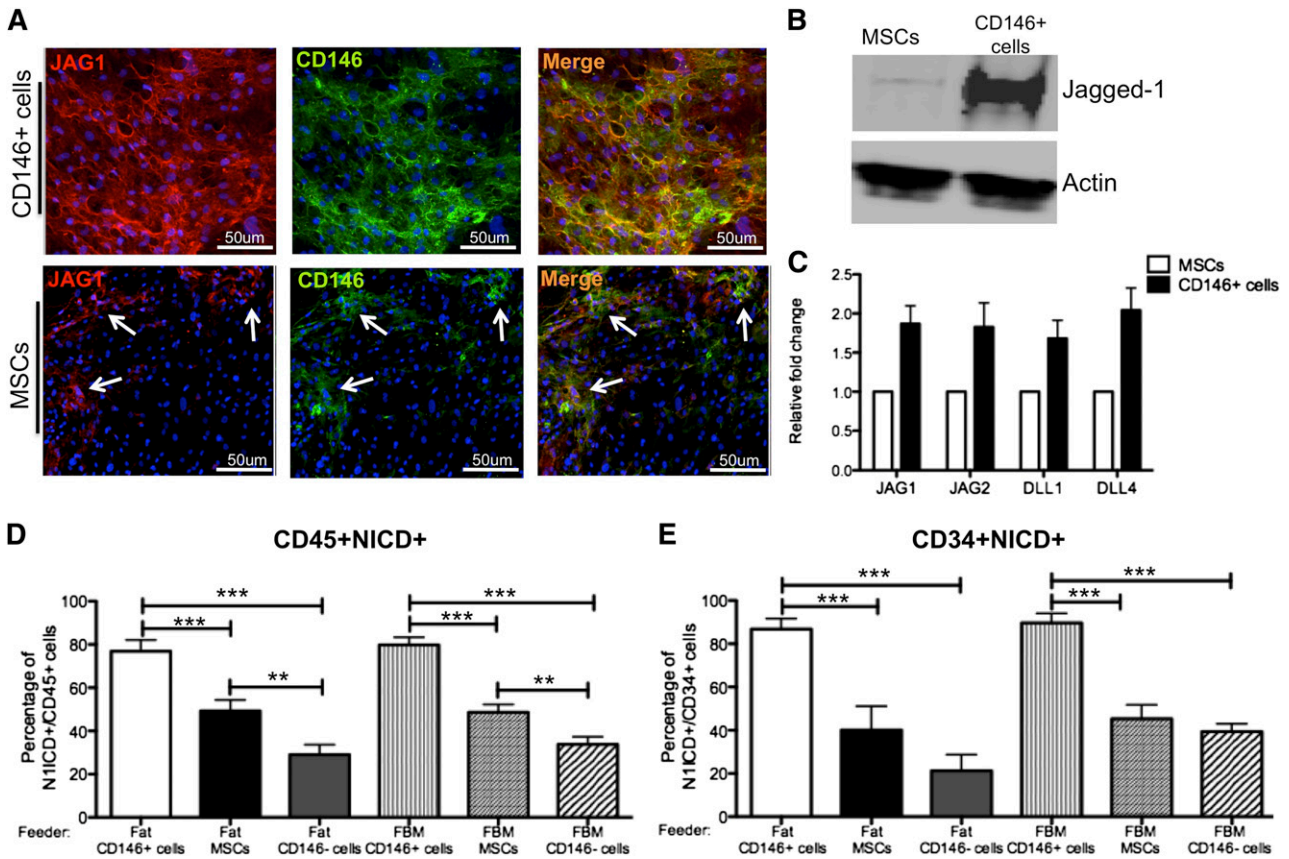 A
JAG1
CD146
Merge
CD146+ cells
50um
50um
50um
JAG1
CD146
Merge
MSCs
50um
50um
50um
B
MSCs
CD146+
cells
Jagged-1
Actin
C
MSCs
CD146+ cells
Relative fold change
2.5
2.0
1.5
1.0
0.5
0.0
JAG1
JAG2
DLL1
DLL4
D
CD45+NICD+
Percentage of
N1ICD+/CD45+ cells
100
80
60
40
20
0
***
***
**
***
***
**
Feeder:
Fat
CD146+ cells
Fat
MSCs
Fat
CD146- cells
FBM
CD146+ cells
FBM
MSCs
FBM
CD146- cells
E
CD34+NICD+
Percentage of
N1ICD+/CD34+ cells
100
80
60
40
20
0
***
***
***
***
Feeder:
Fat
CD146+ cells
Fat
MSCs
Fat
CD146- cells
FBM
CD146+ cells
FBM
MSCs
FBM
CD146- cells